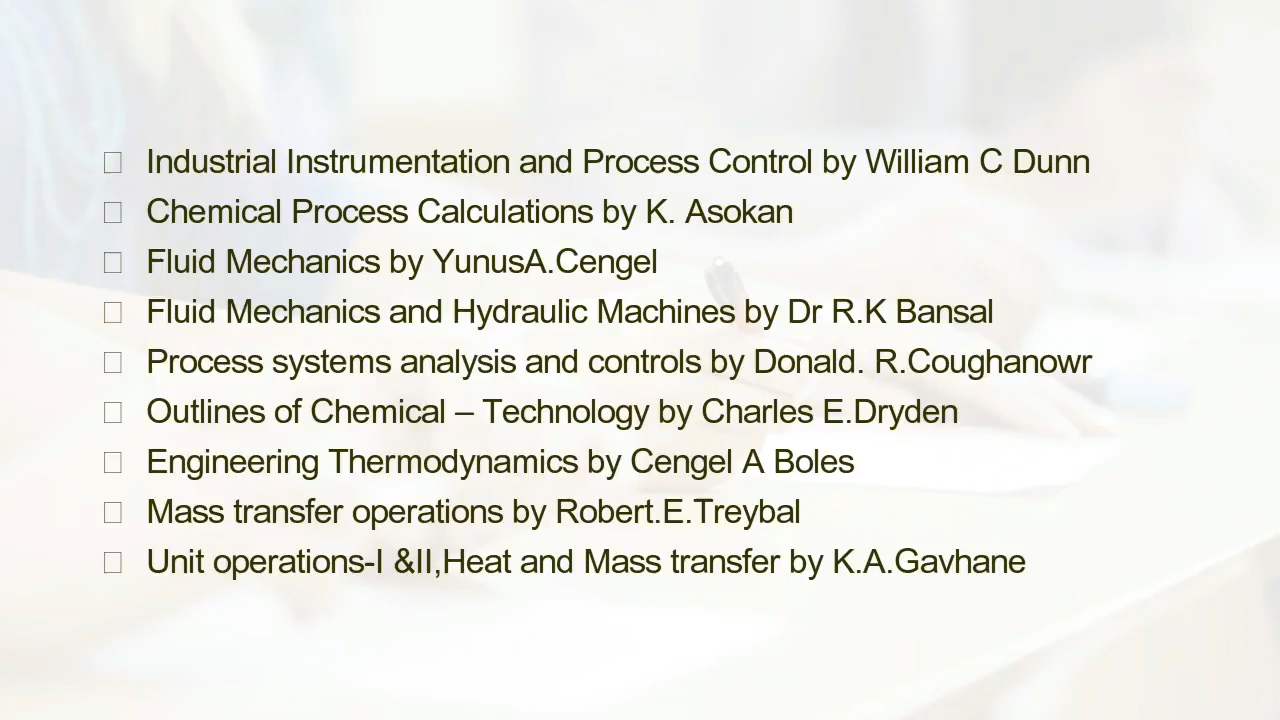 Industrial Instrumentation and Process Control by William C Dunn
Chemical Process Calculations by K. Asokan
Fluid Mechanics by YunusA.Cengel
Fluid Mechanics and Hydraulic Machines by Dr R.K Bansal
Process systems analysis and controls by Donald. R.Coughanowr
Outlines of Chemical – Technology by Charles E.Dryden
Engineering Thermodynamics by Cengel A Boles
Mass transfer operations by Robert.E.Treybal
Unit operations-I &II,Heat and Mass transfer by K.A.Gavhane